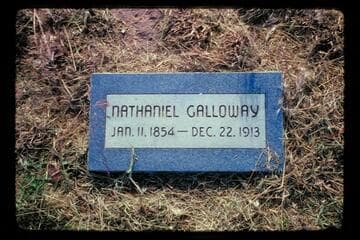 NATHANIEL GALLOWAY
JAN. 11. 1854 — DEC. 22. 1913